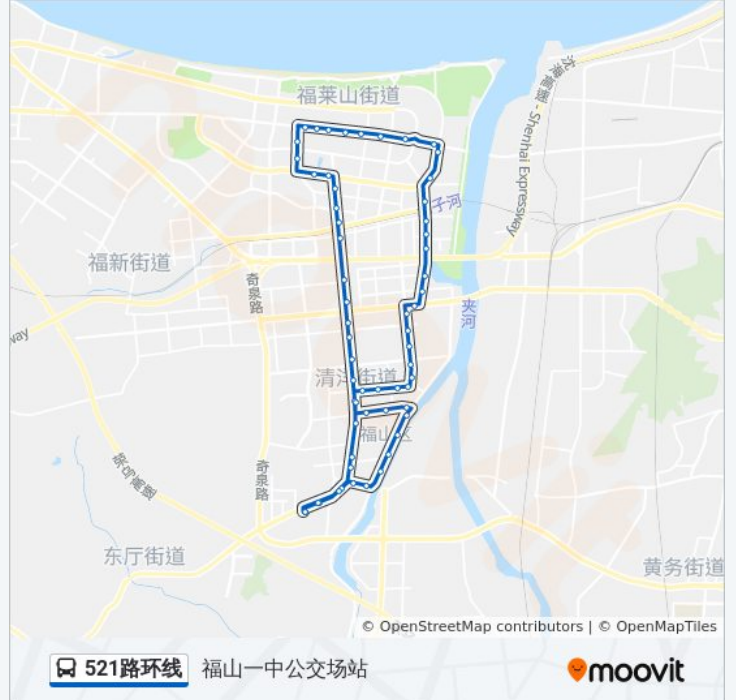 福莱山街道
沈海高速 - Shenhai Expressway
子河
福新街道
奇泉路
夹河
way
清洋街道
福山区
奇泉路
东厅街道
黄务街道
© OpenStreetMap contributors | © OpenMapTiles
521路环线 福山一中公交场站
moovit